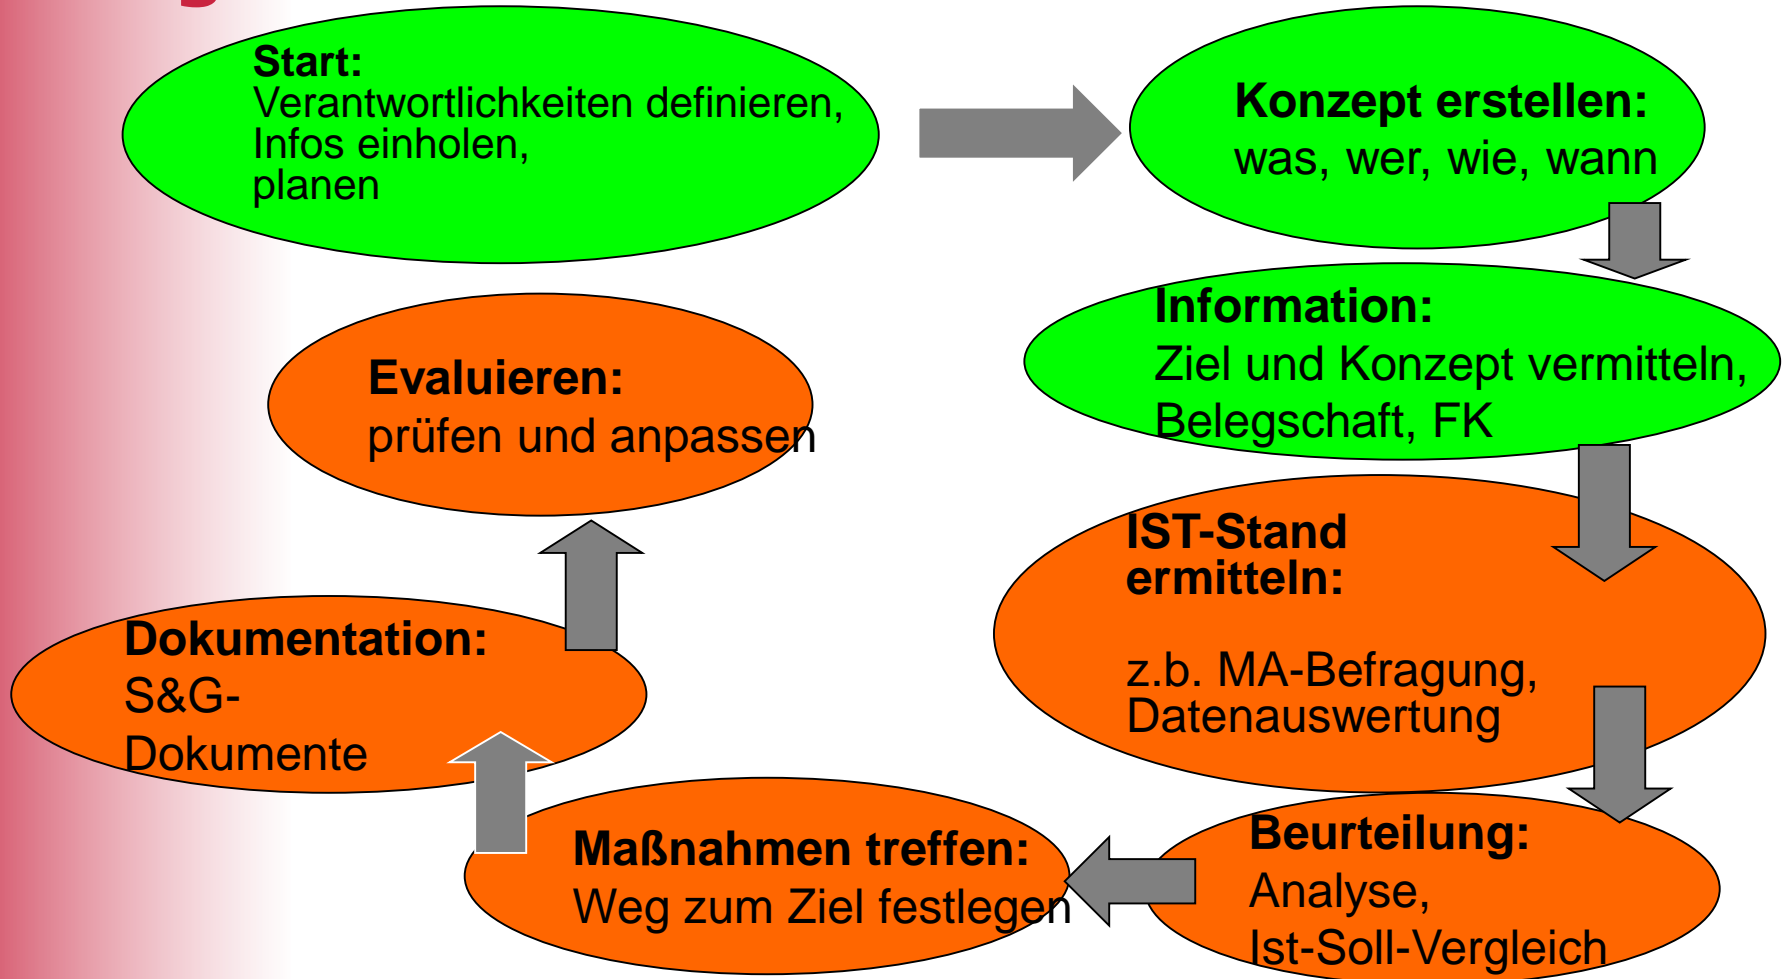 Start:
Verantwortlichkeiten definieren,
Infos einholen,
planen
Konzept erstellen:
was, wer, wie, wann
Information:
Ziel und Konzept vermitteln,
Belegschaft, FK
IST-Stand
ermitteln:
z.b. MA-Befragung,
Datenauswertung
Beurteilung:
Analyse,
Ist-Soll-Vergleich
Maßnahmen treffen:
Weg zum Ziel festlegen
Dokumentation:
S&G-
Dokumente
Evaluieren:
prüfen und anpassen